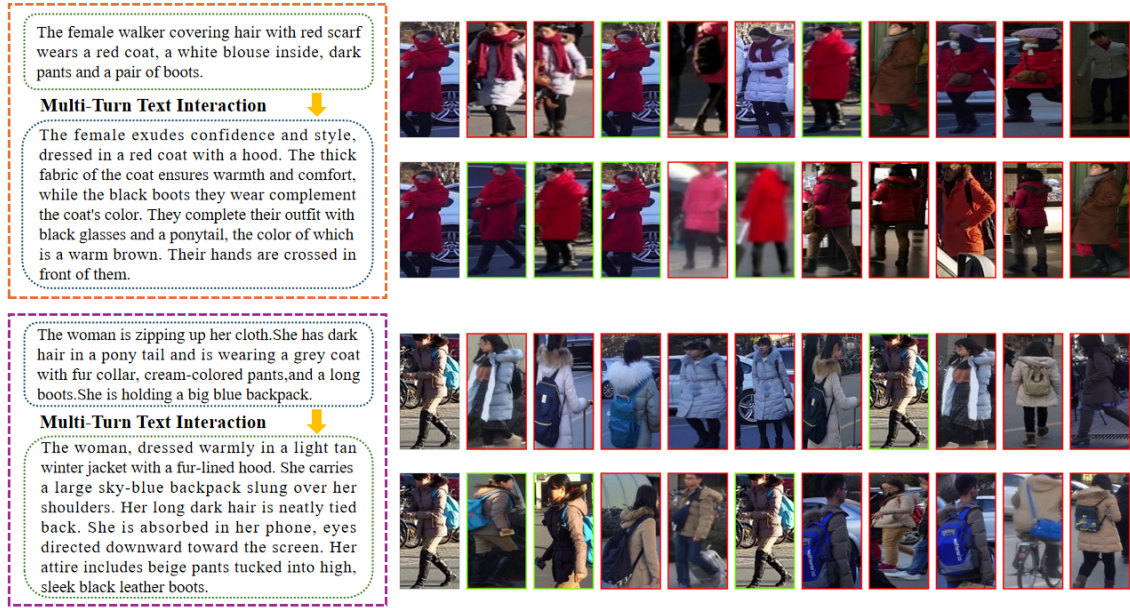 The female walker covering hair with red scarf
wears a red coat, a white blouse inside, dark
pants and a pair of boots.
Multi-Turn Text Interaction
The female exudes confidence and style,
dressed in a red coat with a hood. The thick
fabric of the coat ensures warmth and comfort,
while the black boots they wear complement
the coat's color. They complete their outfit with
black glasses and a ponytail, the color of which
is a warm brown. Their hands are crossed in
front of them.
The woman is zipping up her cloth.She has dark
hair in a pony tail and is wearing a grey coat
with fur collar, cream-colored pants,and a long
boots.She is holding a big blue backpack.
Multi-Turn Text Interaction
The woman, dressed warmly in a light tan
winter jacket with a fur-lined hood. She carries
a large sky-blue backpack slung over her
shoulders. Her long dark hair is neatly tied
back. She is absorbed in her phone, eyes
directed downward toward the screen. Her
attire includes beige pants tucked into high,
sleek black leather boots.